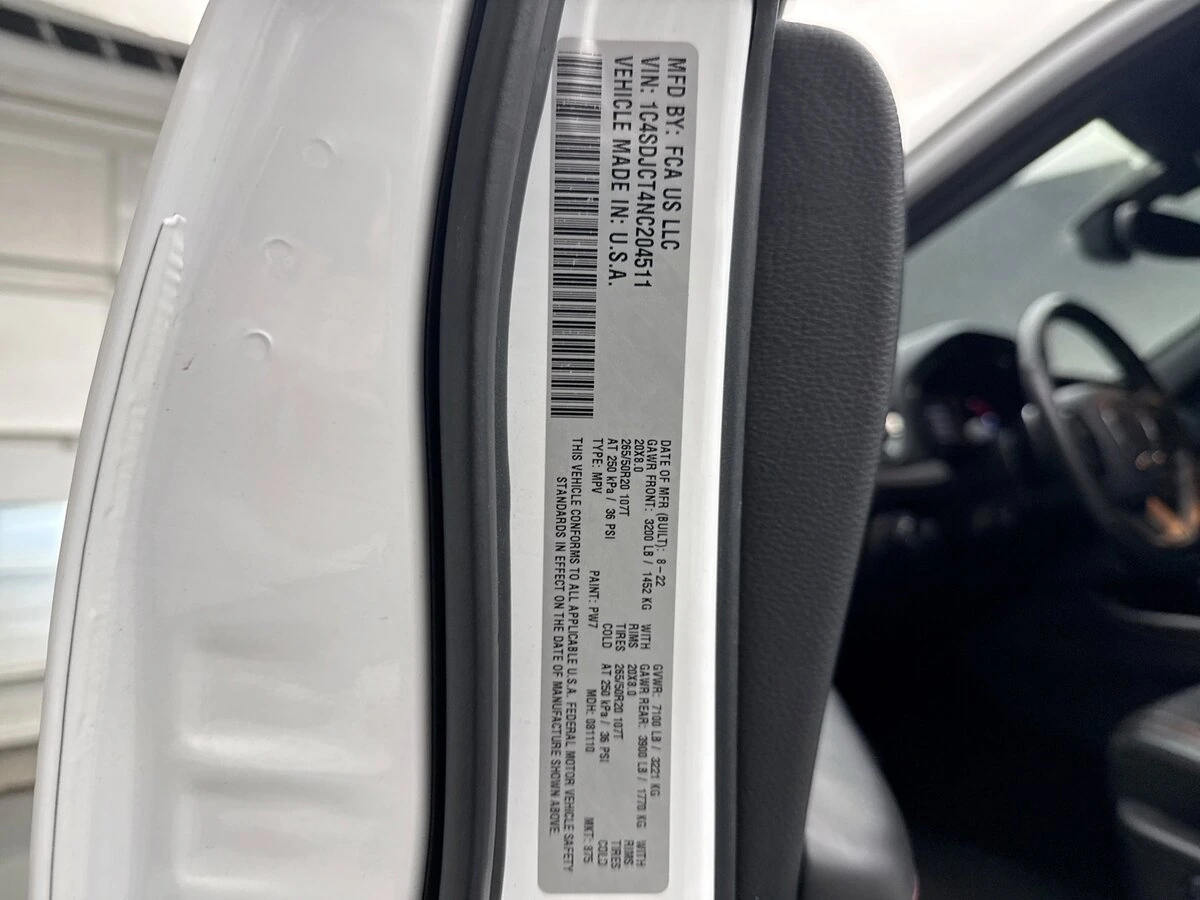 MFD BY: FCA US LLC
VIN: 1C4SDJCT4NC204511
VEHICLE MADE IN: U.S.A.
DATE OF MFR (BUILT): 8-22 GVWR: 7100 LB / 3221 KG
GAWR FRONT: 3200 LB / 1452 KG WITH GAWR REAR: 3900 LB / 1770 KG WITH
20X8.0 RIMS 20X8.0 RIMS
265/50R20 107T TIRES 265/50R20 107T TIRES
AT 250 kPa / 36 PSI COLD AT 250 kPa / 36 PSI COLD
TYPE: MPV PAINT: PW7 MDH: 081110 MKT: 875
THIS VEHICLE CONFORMS TO ALL APPLICABLE U.S.A. FEDERAL MOTOR VEHICLE SAFETY
STANDARDS IN EFFECT ON THE DATE OF MANUFACTURE SHOWN ABOVE.